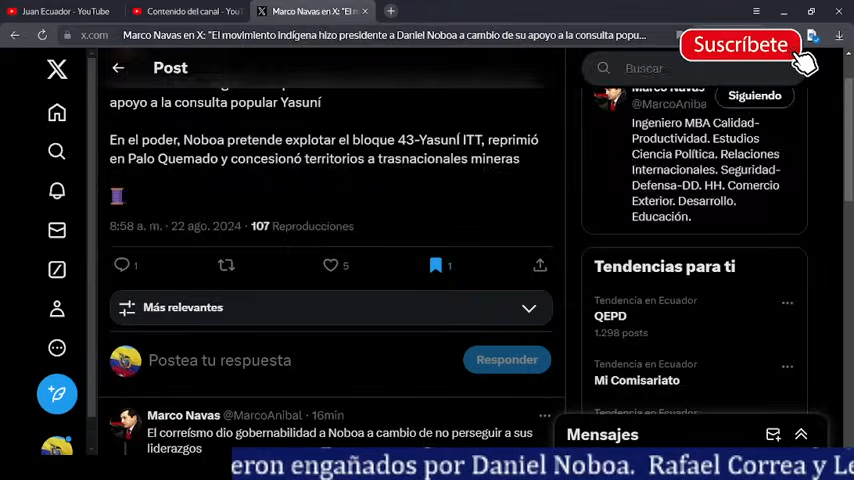 Juan Ecuador - YouTube
Contenido del canal - YouT
Marco Navas en X: "El m
x.com
Marco Navas en X: "El movimiento indígena hizo presidente a Daniel Noboa a cambio de su apoyo a la consulta popu...
Suscríbete
Post
Buscar
apoyo a la consulta popular Yasuní
En el poder, Noboa pretende explotar el bloque 43-YasunÍ ITT, reprimió
en Palo Quemado y concesionó territorios a trasnacionales mineras
8:58 a. m. · 22 ago. 2024 · 107 Reproducciones
1
5
1
Más relevantes
Postea tu respuesta
Responder
Marco Navas @MarcoAnibal · 16min
El correísmo dio gobernabilidad a Noboa a cambio de no perseguir a sus
liderazgos
Marco Navas
@MarcoAniba
Siguiendo
Ingeniero MBA Calidad-
Productividad. Estudios
Ciencia Política. Relaciones
Internacionales. Seguridad-
Defensa-DD. HH. Comercio
Exterior. Desarrollo.
Educación.
Tendencias para ti
Tendencia en Ecuador
QEPD
1.298 posts
Tendencia en Ecuador
Mi Comisariato
Mensajes
eron engañados por Daniel Noboa. Rafael Correa y Le